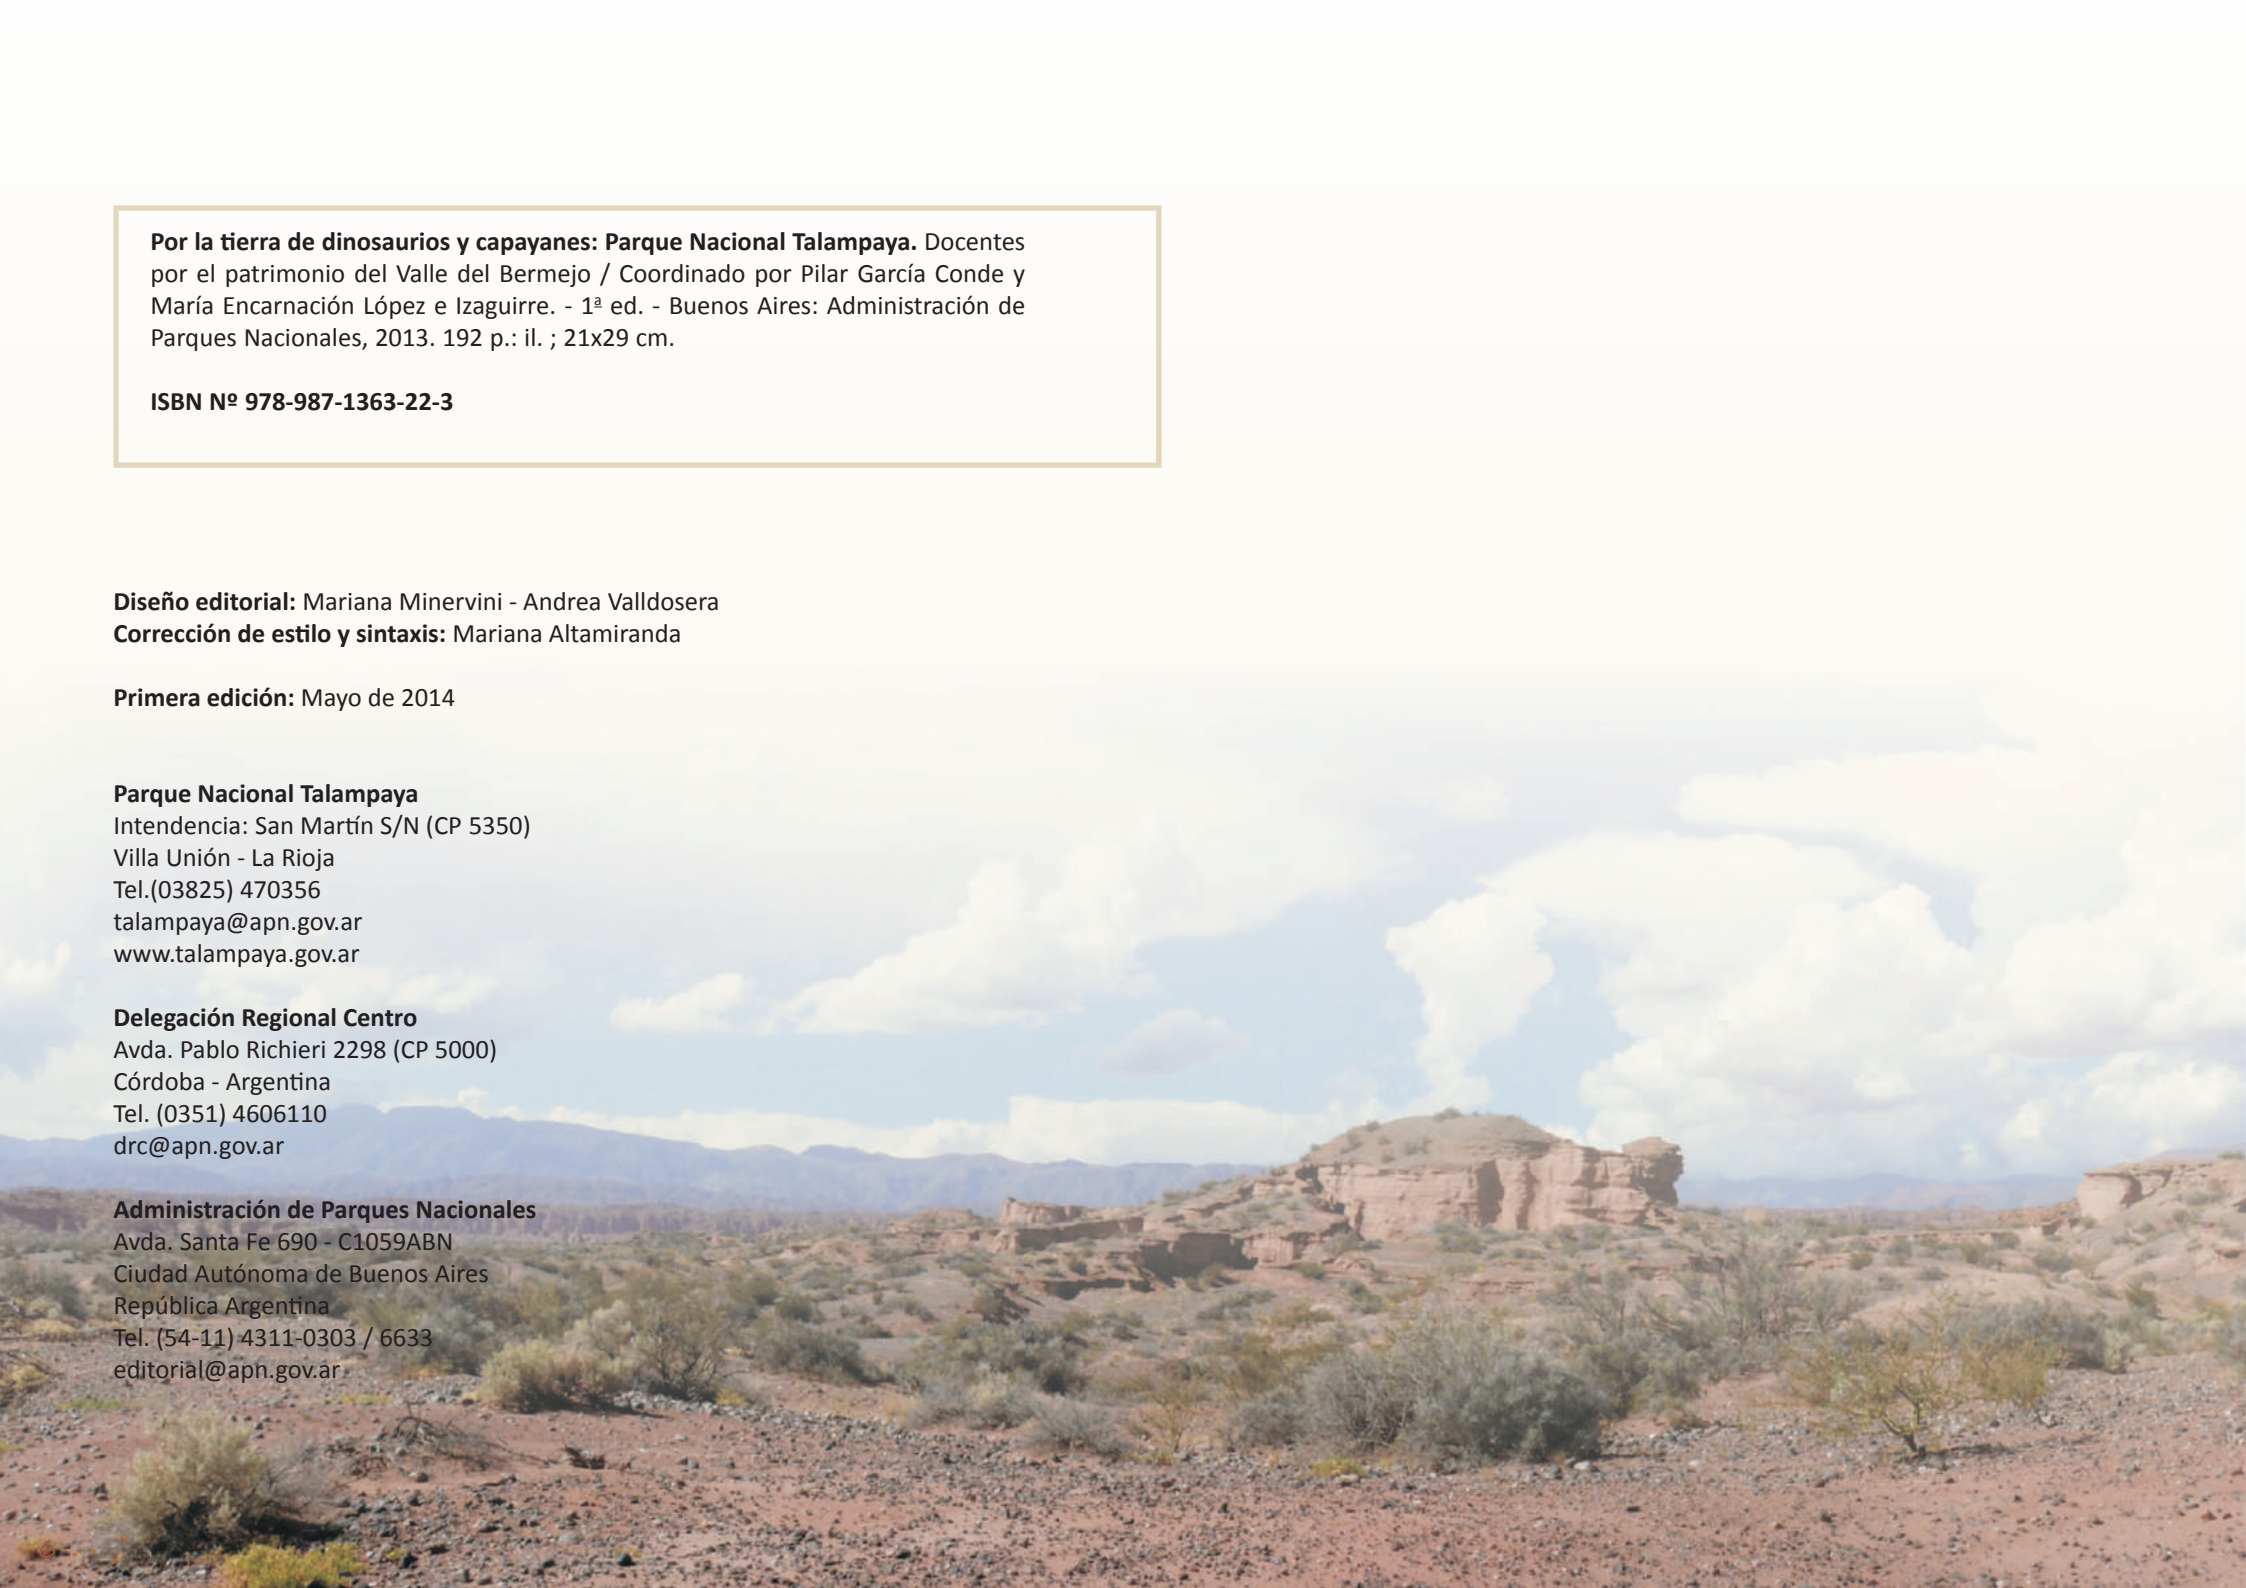 Por la tierra de dinosaurios y capayanes: Parque Nacional Talampaya. Docentes
por el patrimonio del Valle del Bermejo / Coordinado por Pilar García Conde y
María Encarnación López e Izaguirre. - 1ª ed. - Buenos Aires: Administración de
Parques Nacionales, 2013. 192 p.: il. ; 21x29 cm.
ISBN Nº 978-987-1363-22-3
Diseño editorial: Mariana Minervini - Andrea Valldosera
Corrección de estilo y sintaxis: Mariana Altamiranda
Primera edición: Mayo de 2014
Parque Nacional Talampaya
Intendencia: San Martín S/N (CP 5350)
Villa Unión - La Rioja
Tel.(03825) 470356
talampaya@apn.gov.ar
www.talampaya.gov.ar
Delegación Regional Centro
Avda. Pablo Richieri 2298 (CP 5000)
Córdoba - Argentina
Tel. (0351) 4606110
drc@apn.gov.ar
Administración de Parques Nacionales
Avda. Santa Fe 690 - C1059ABN
Ciudad Autónoma de Buenos Aires
República Argentina
Tel. (54-11) 4311-0303 / 6633
editorial@apn.gov.ar